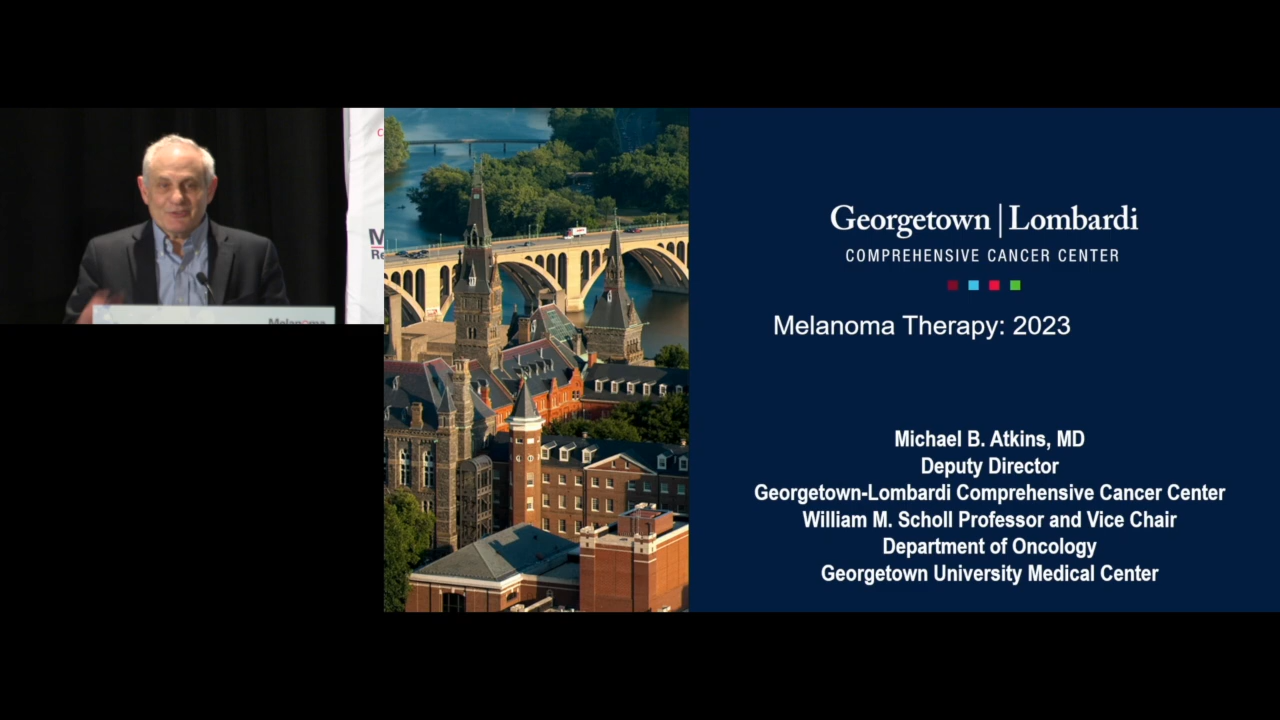 Georgetown | Lombardi
COMPREHENSIVE CANCER CENTER
Melanoma Therapy: 2023
Michael B. Atkins, MD
Deputy Director
Georgetown-Lombardi Comprehensive Cancer Center
William M. Scholl Professor and Vice Chair
Department of Oncology
Georgetown University Medical Center
Melanoma